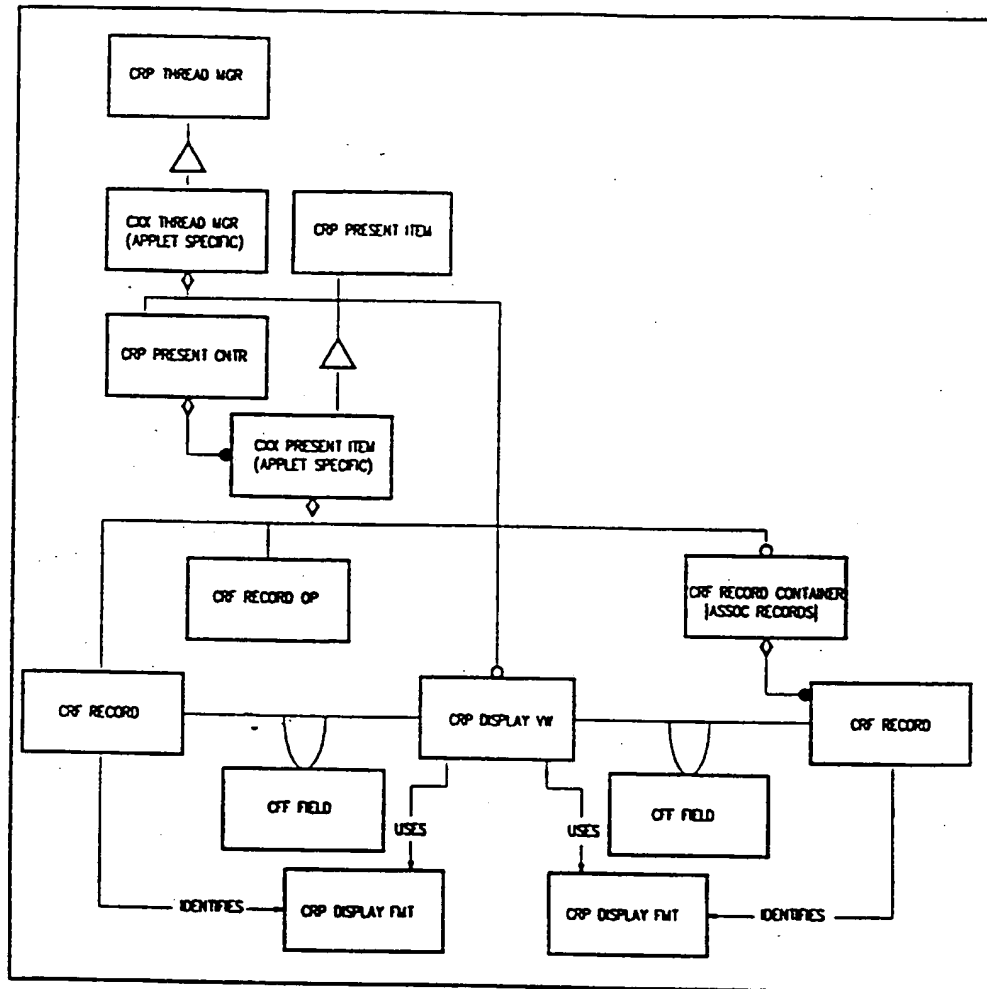 CRP THREAD MGR
CXX THREAD MGR
(APPLET SPECIFIC)
CRP PRESENT ITEM
CRP PRESENT CNTR
CXX PRESENT ITEM
(APPLET SPECIFIC)
CRF RECORD OP
CRF RECORD CONTAINER
|ASSOC RECORDS|
CRF RECORD
CRP DISPLAY VW
CRF RECORD
CFF FIELD
CFF FIELD
USES
USES
IDENTIFIES
CRP DISPLAY FMT
CRP DISPLAY FMT
IDENTIFIES